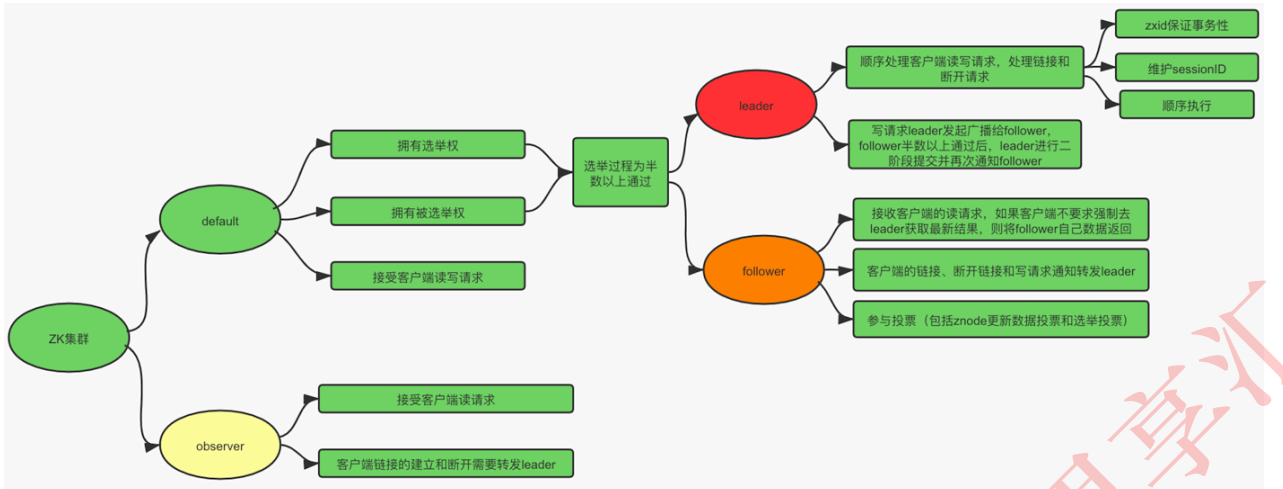 ZK集群
default
拥有选举权
拥有被选举权
接受客户端读写请求
选举过程为半
数以上通过
leader
顺序处理客户端读写请求，处理链接和
断开请求
zxid保证事务性
维护sessionID
顺序执行
写请求leader发起广播给follower，
follower半数以上通过后，leader进行二
阶段提交并再次通知follower
follower
接收客户端的读请求，如果客户端不要求强制去
leader获取最新结果，则将follower自己数据返回
客户端的链接、断开链接和写请求通知转发leader
参与投票（包括znode更新数据投票和选举投票）
observer
接受客户端读请求
客户端链接的建立和断开需要转发leader
享汇